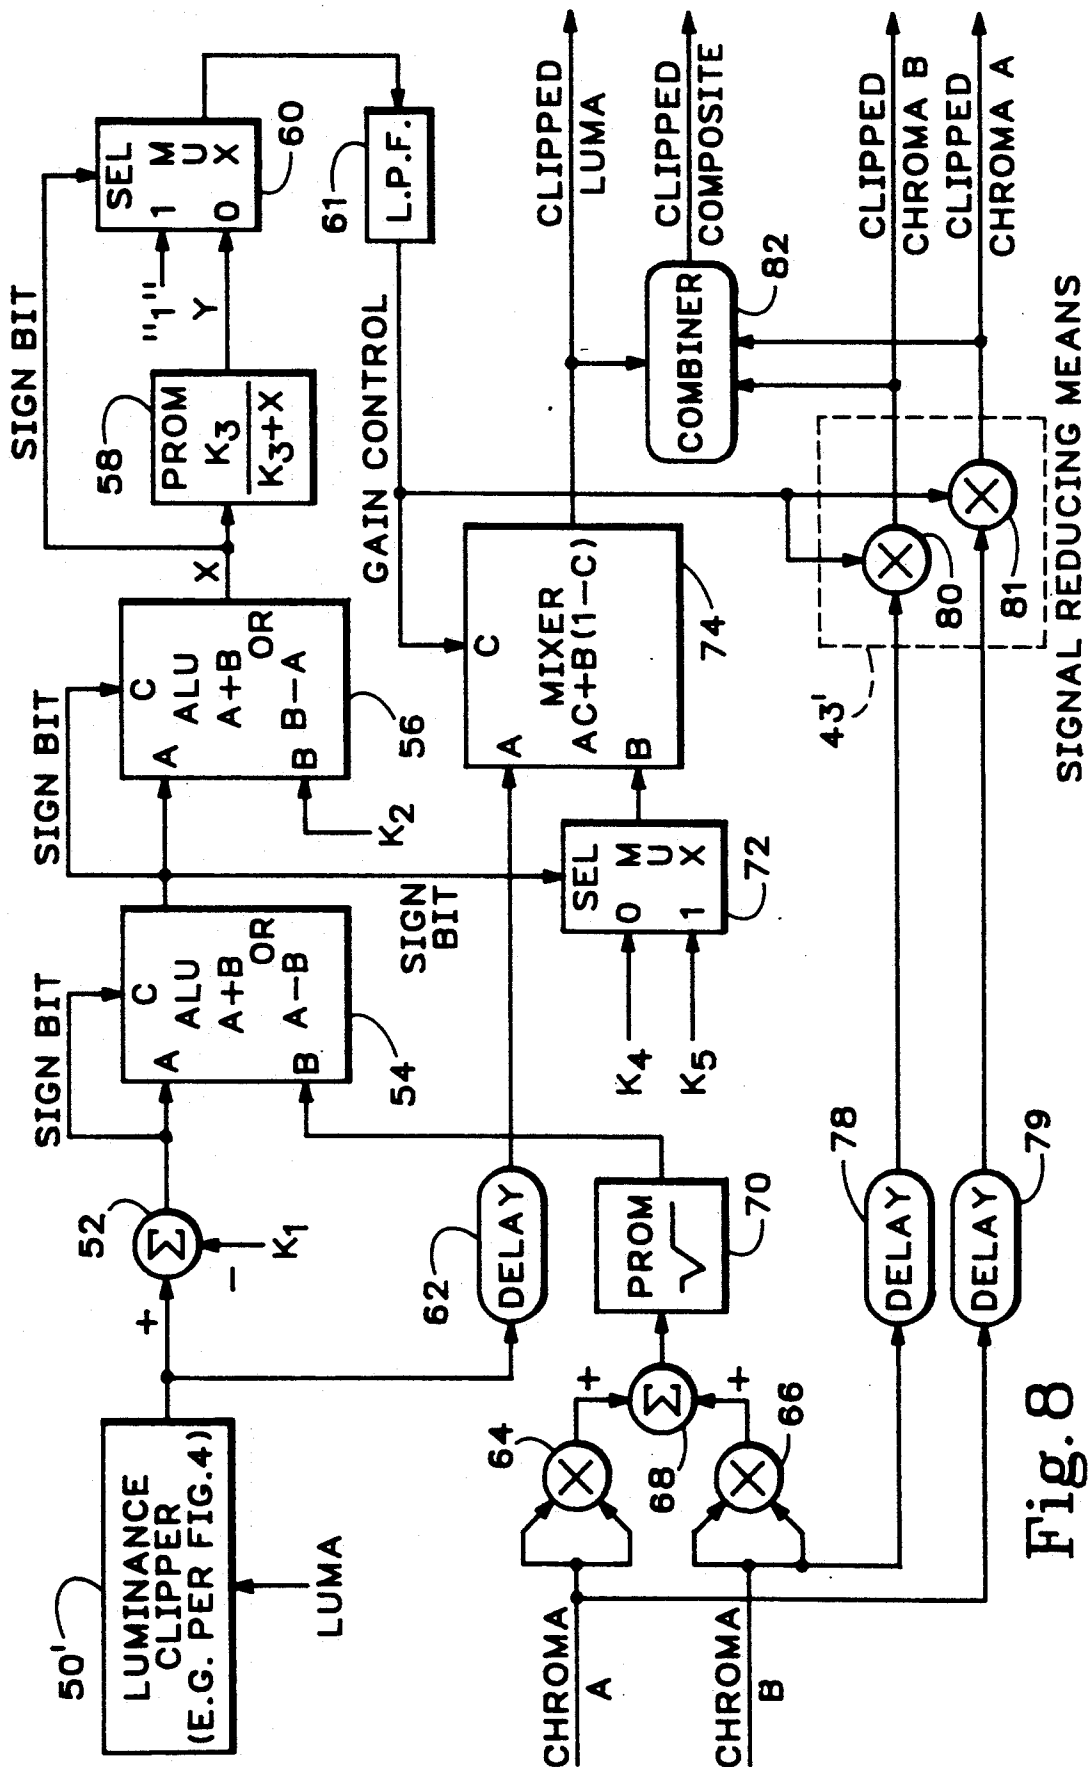 SIGN BIT
SIGN BIT
SIGN BIT
50'
LUMINANCE
CLIPPER
(E.G. PER FIG.4)
LUMA
+
52
Σ
−
K1
C
ALU
A
A+B
OR
B
A−B
54
C
ALU
A
A+B
OR
B
B−A
56
K2
X
58
PROM
K3
K3+X
"1"
Y
SEL
1
M
U
0
X
60
61
L.P.F.
GAIN CONTROL
SIGN
BIT
62
DELAY
A
C
MIXER
AC+B(1−C)
B
74
SEL
0
M
U
1
X
72
K4
K5
CLIPPED
LUMA
CLIPPED
COMPOSITE
COMBINER
82
CHROMA
A
64
×
+
68
Σ
+
66
×
PROM
√
70
CHROMA
B
78
DELAY
79
DELAY
43'
×
80
×
81
CLIPPED
CHROMA B
CLIPPED
CHROMA A
SIGNAL REDUCING MEANS
Fig. 8